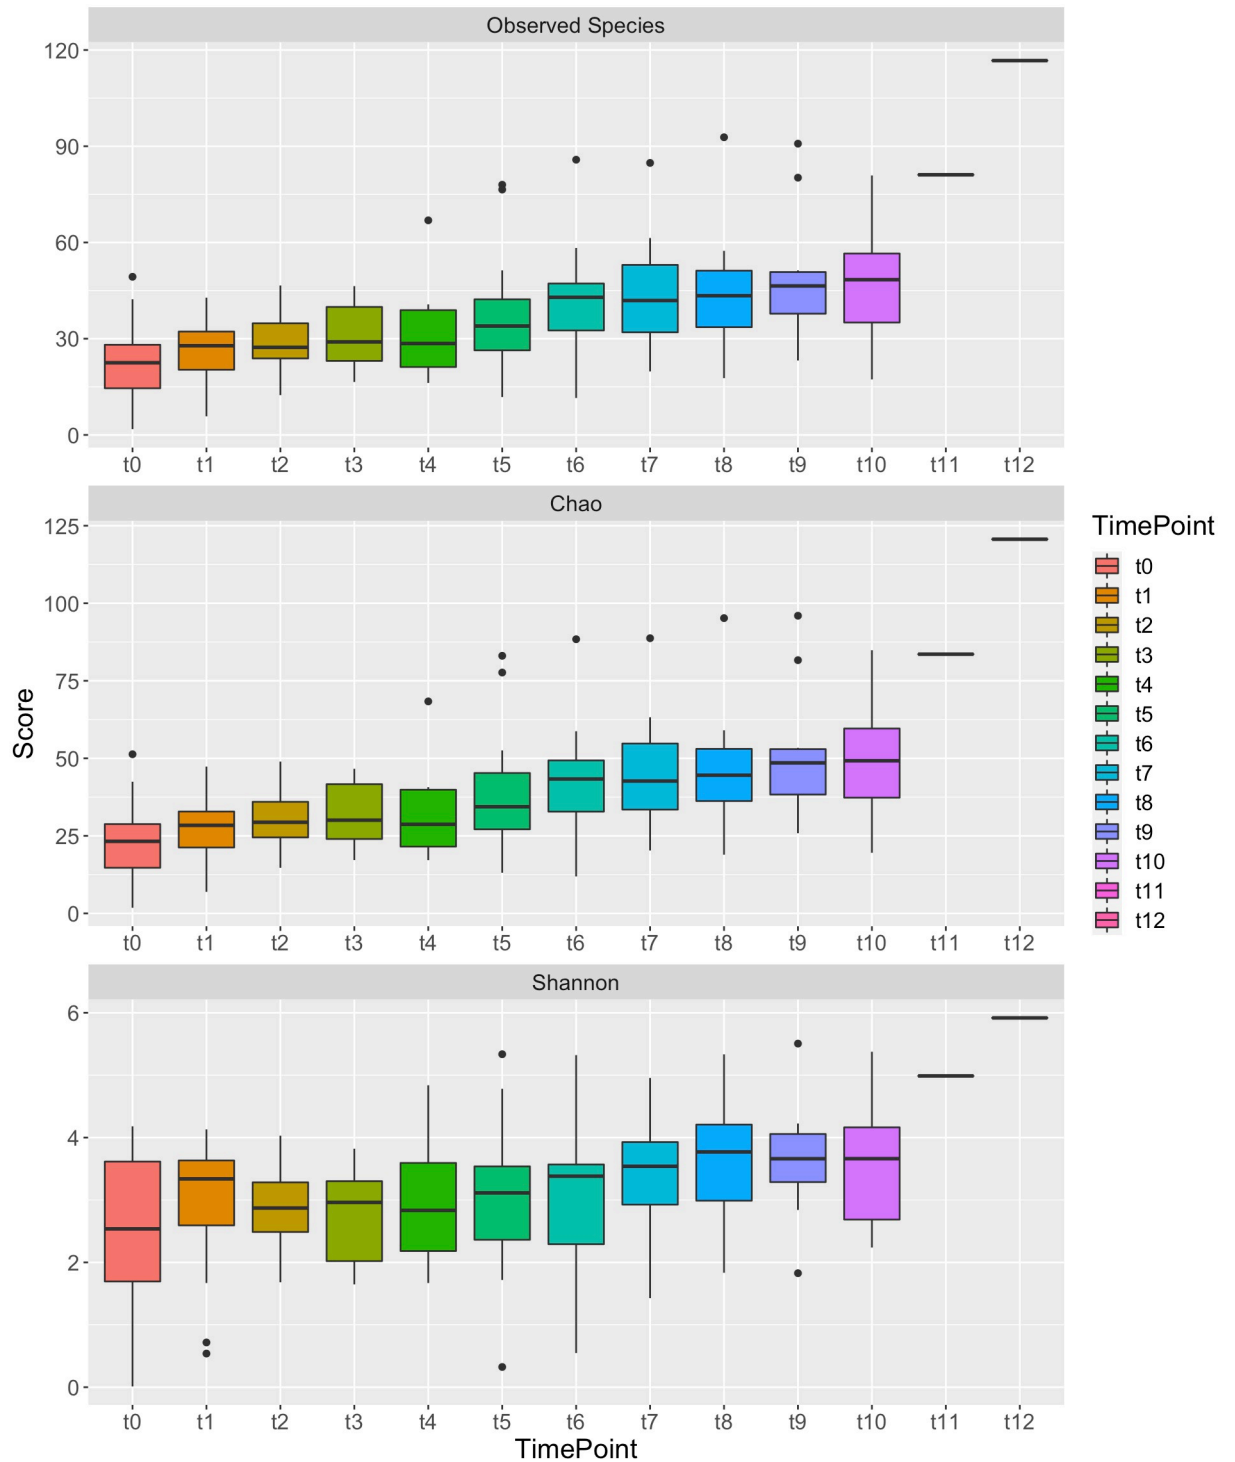 Observed Species
120
90
60
30
0
t0 t1 t2 t3 t4 t5 t6 t7 t8 t9 t10 t11 t12
Chao
125
100
75
50
25
0
t0 t1 t2 t3 t4 t5 t6 t7 t8 t9 t10 t11 t12
Shannon
6
4
2
0
t0 t1 t2 t3 t4 t5 t6 t7 t8 t9 t10 t11 t12
TimePoint
Score
TimePoint
t0
t1
t2
t3
t4
t5
t6
t7
t8
t9
t10
t11
t12